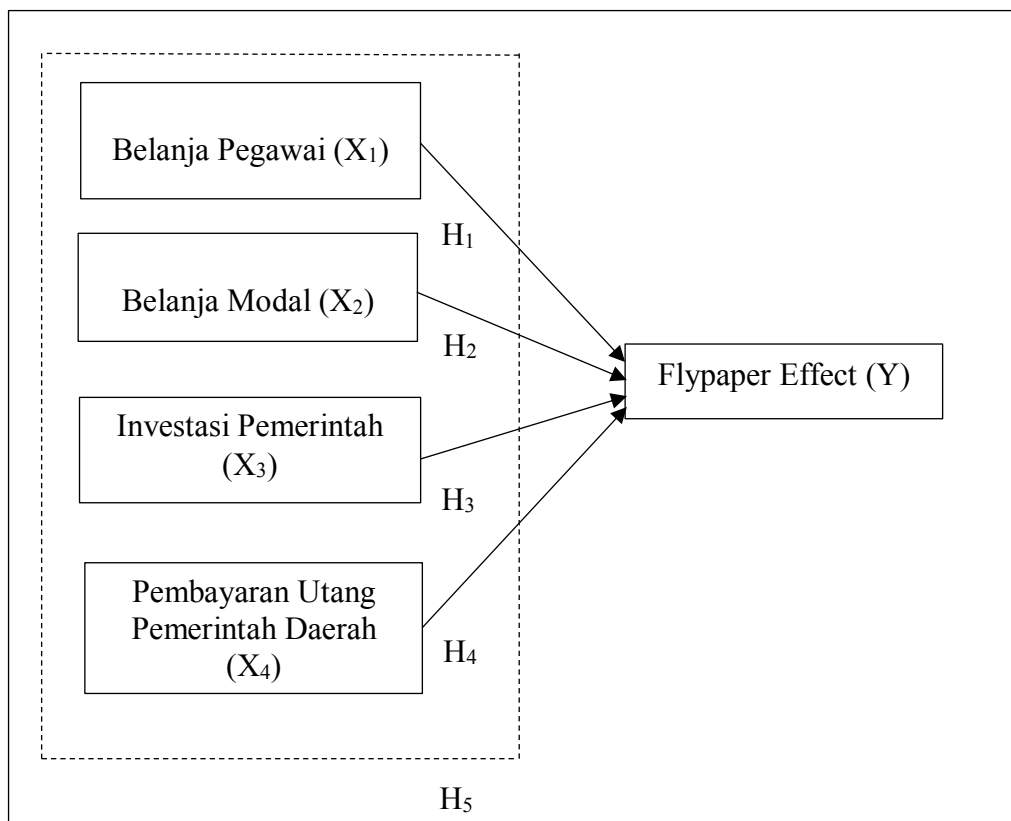 Belanja Pegawai (X₁)
H₁
Belanja Modal (X₂)
H₂
Flypaper Effect (Y)
Investasi Pemerintah
(X₃)
H₃
Pembayaran Utang
Pemerintah Daerah
(X₄)
H₄
H₅